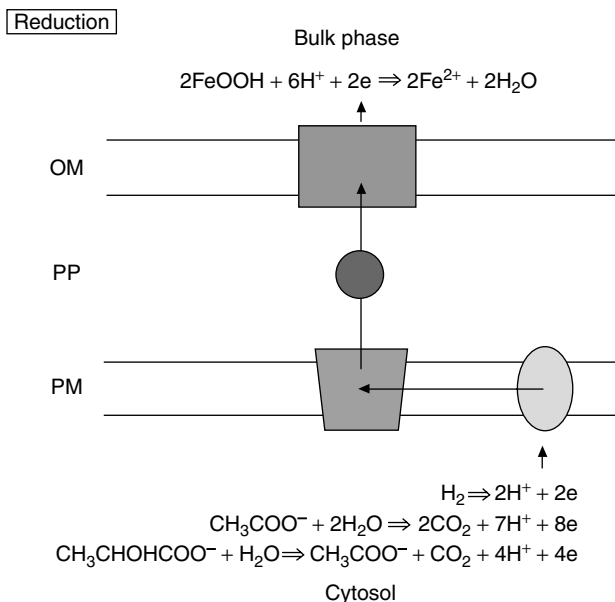 Reduction
Bulk phase
2FeOOH + 6H⁺ + 2e ⇒ 2Fe²⁺ + 2H₂O
OM
PP
PM
H₂ ⇒ 2H⁺ + 2e
CH₃COO⁻ + 2H₂O ⇒ 2CO₂ + 7H⁺ + 8e
CH₃CHOHCOO⁻ + H₂O ⇒ CH₃COO⁻ + CO₂ + 4H⁺ + 4e
Cytosol